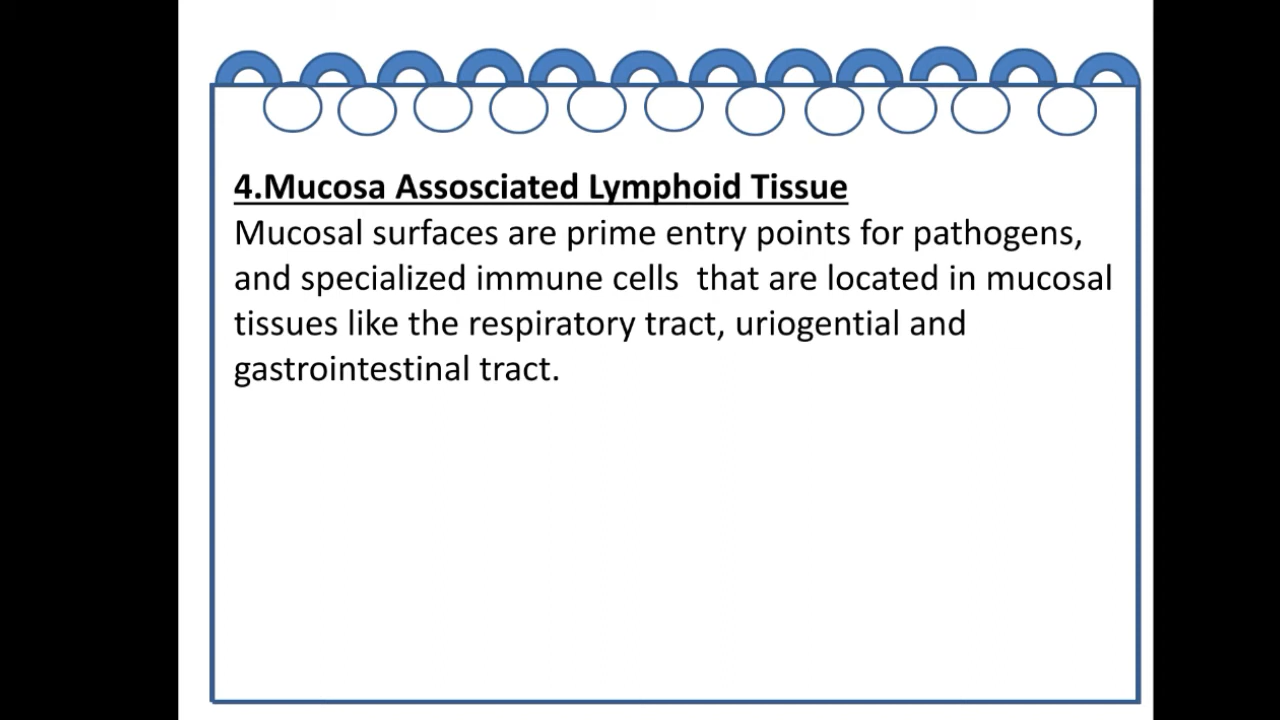 4.Mucosa Assosciated Lymphoid Tissue
Mucosal surfaces are prime entry points for pathogens,
and specialized immune cells  that are located in mucosal
tissues like the respiratory tract, uriogential and
gastrointestinal tract.